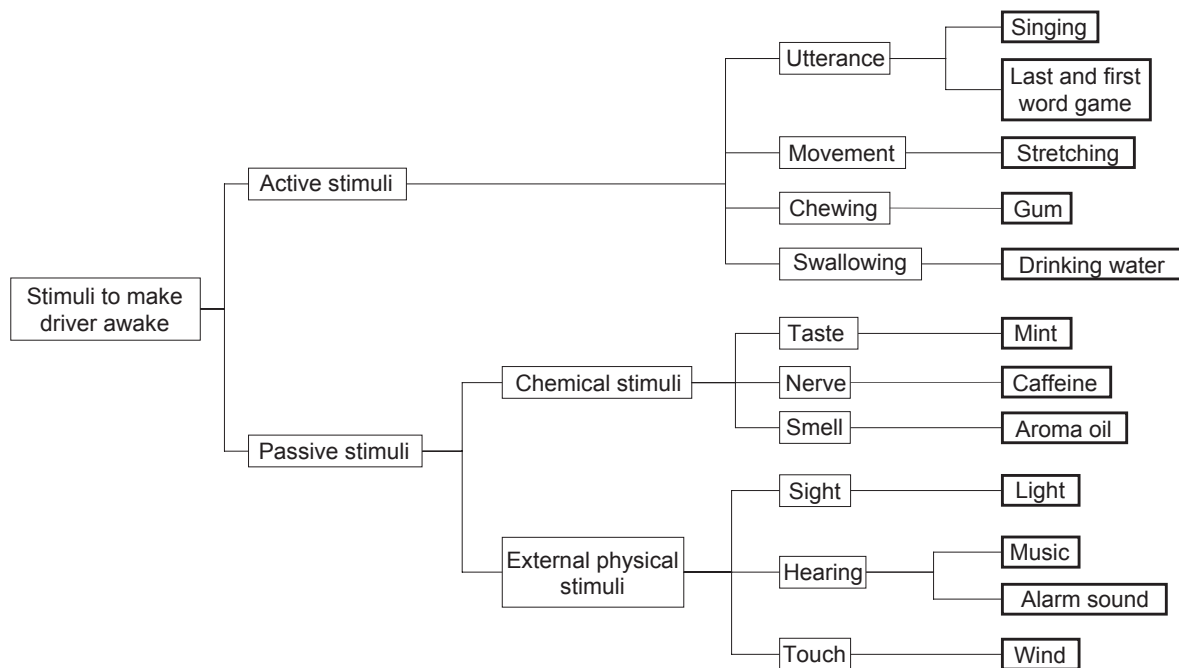 Stimuli to make
driver awake
Active stimuli
Passive stimuli
Chemical stimuli
External physical
stimuli
Utterance
Movement
Chewing
Swallowing
Taste
Nerve
Smell
Sight
Hearing
Touch
Singing
Last and first
word game
Stretching
Gum
Drinking water
Mint
Caffeine
Aroma oil
Light
Music
Alarm sound
Wind